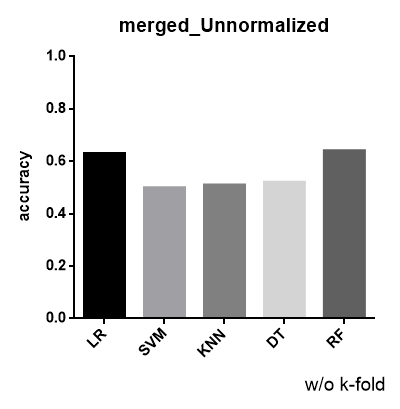 merged_Unnormalized
1.0
0.8
0.6
0.4
0.2
0.0
accuracy
LR
SVM
KNN
DT
RF
w/o k-fold